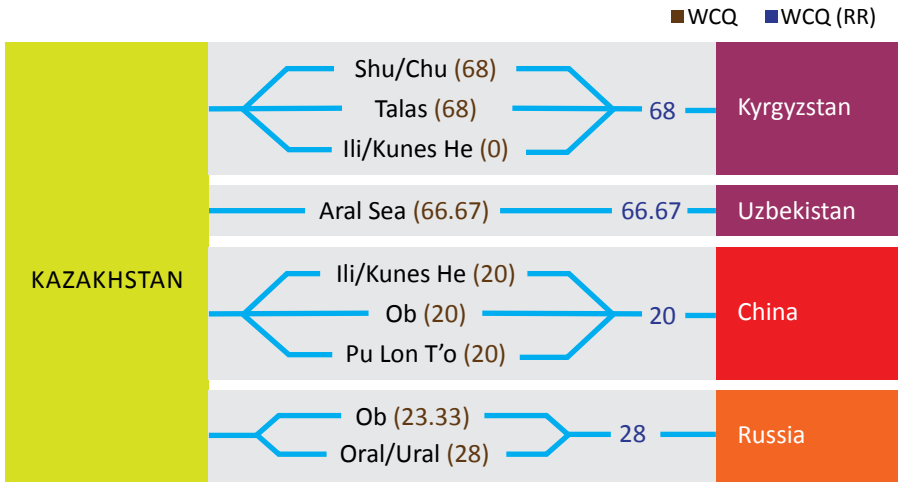 WCQ WCQ (RR)
KAZAKHSTAN
Shu/Chu (68)
Talas (68)
Ili/Kunes He (0)
68
Kyrgyzstan
Aral Sea (66.67)
66.67
Uzbekistan
Ili/Kunes He (20)
Ob (20)
Pu Lon T’o (20)
20
China
Ob (23.33)
Oral/Ural (28)
28
Russia